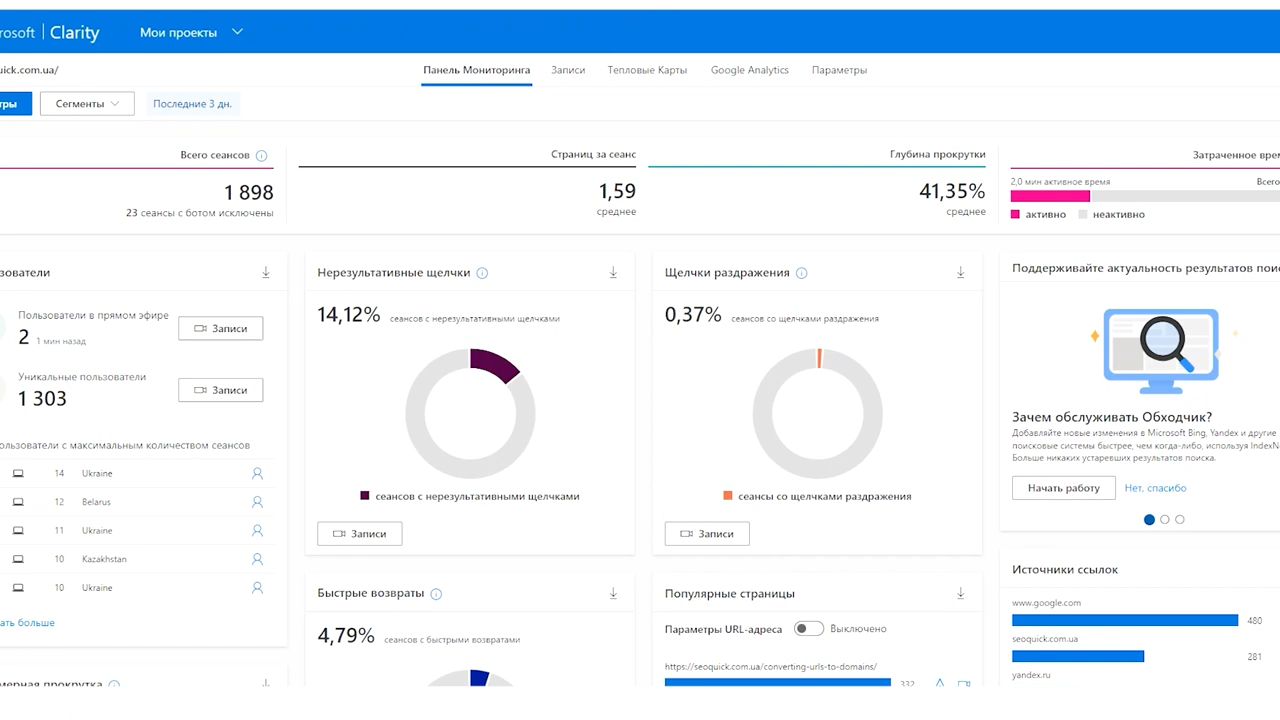 rosoft | Clarity
Мои проекты
uick.com.ua/
Панель Мониторинга
Записи
Тепловые Карты
Google Analytics
Параметры
тры
Сегменты
Последние 3 дн.
Всего сеансов
1 898
23 сеансы с ботом исключены
Страниц за сеанс
1,59
среднее
Глубина прокрутки
41,35%
среднее
Затраченное врем
2,0 мин активное время
Всего
активно
неактивно
зователи
Пользователи в прямом эфире
2 1 мин назад
Записи
Уникальные пользователи
1 303
Записи
ользователи с максимальным количеством сеансов
14 Ukraine
12 Belarus
11 Ukraine
10 Kazakhstan
10 Ukraine
ать больше
мерная прокрутка
Нерезультативные щелчки
14,12% сеансов с нерезультативными щелчками
сеансов с нерезультативными щелчками
Записи
Быстрые возвраты
4,79% сеансов с быстрыми возвратами
Щелчки раздражения
0,37% сеансов со щелчками раздражения
сеансы со щелчками раздражения
Записи
Популярные страницы
Параметры URL-адреса
Выключено
https://seoquick.com.ua/converting-urls-to-domains/
332
Поддерживайте актуальность результатов пои
Зачем обслуживать Обходчик?
Добавляйте новые изменения в Microsoft Bing, Yandex и другие
поисковые системы быстрее, чем когда-либо, используя IndexN
Больше никаких устаревших результатов поиска.
Начать работу
Нет, спасибо
Источники ссылок
www.google.com
480
seoquick.com.ua
281
yandex.ru